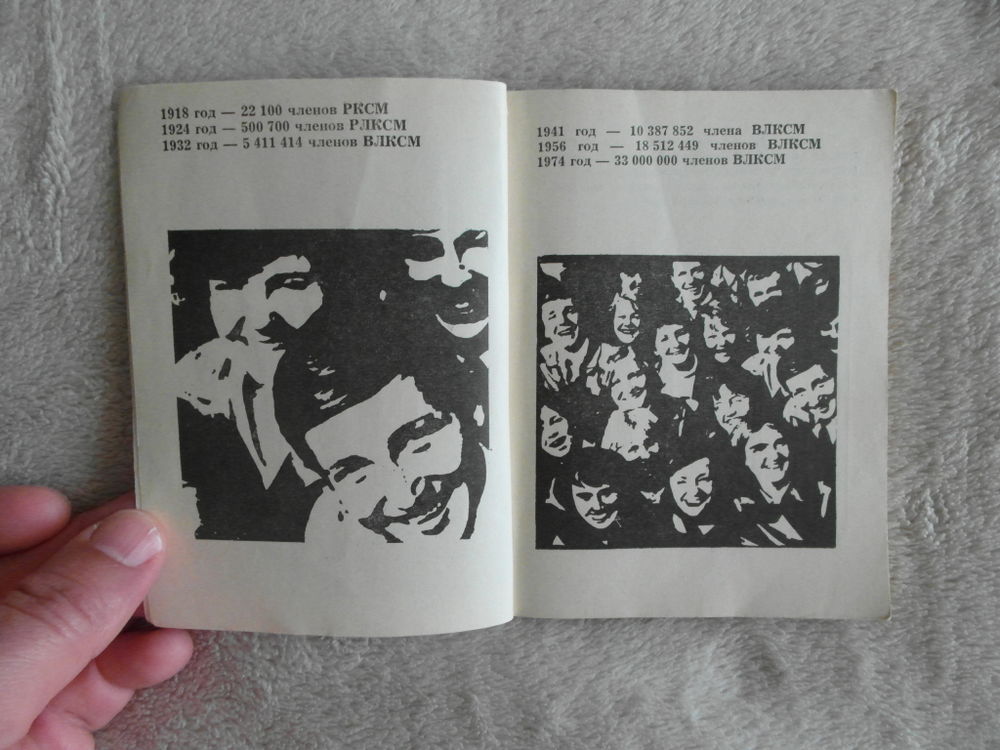 1918 год — 22 100 членов РКСМ
1924 год — 500 700 членов РЛКСМ
1932 год — 5 411 414 членов ВЛКСМ
1941 год — 10 387 852 члена ВЛКСМ
1956 год — 18 512 449 членов ВЛКСМ
1974 год — 33 000 000 членов ВЛКСМ